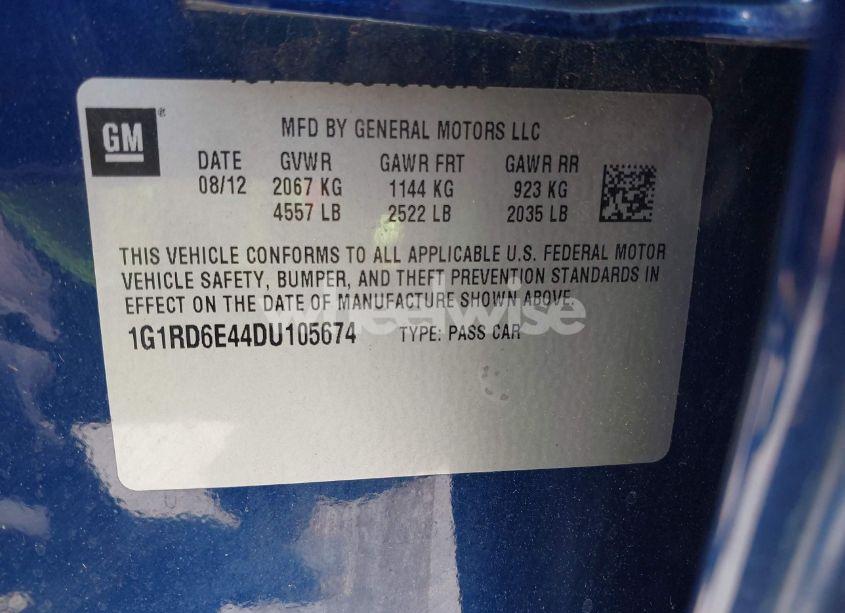 GM
MFD BY GENERAL MOTORS LLC
DATE GVWR GAWR FRT GAWR RR
08/12 2067 KG 1144 KG 923 KG
4557 LB 2522 LB 2035 LB
THIS VEHICLE CONFORMS TO ALL APPLICABLE U.S. FEDERAL MOTOR
VEHICLE SAFETY, BUMPER, AND THEFT PREVENTION STANDARDS IN
EFFECT ON THE DATE OF MANUFACTURE SHOWN ABOVE.
1G1RD6E44DU105674 TYPE: PASS CAR
wheelwise